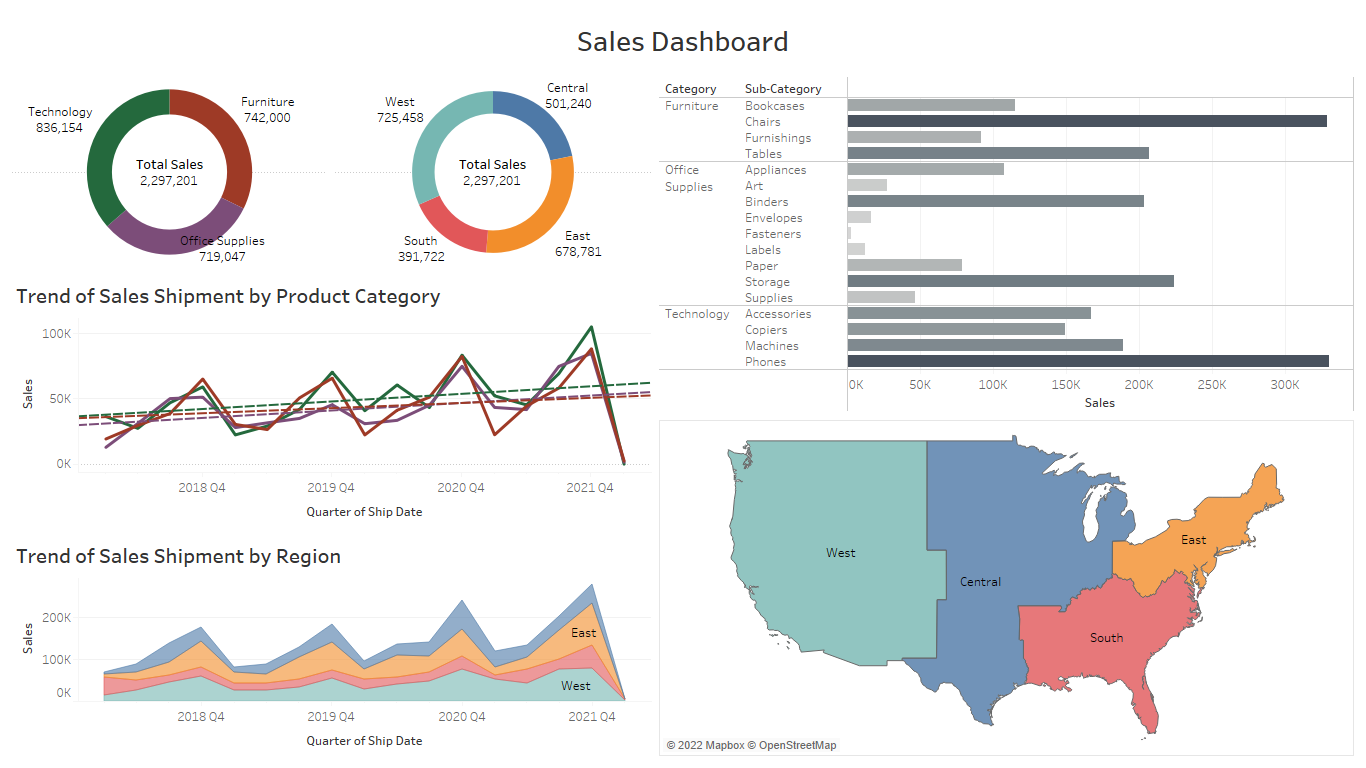 Sales Dashboard
Technology
836,154
Furniture
742,000
Total Sales
2,297,201
Office Supplies
719,047
West
725,458
Central
501,240
Total Sales
2,297,201
South
391,722
East
678,781
Category Sub-Category
Furniture Bookcases
Chairs
Furnishings
Tables
Office Supplies Appliances
Art
Binders
Envelopes
Fasteners
Labels
Paper
Storage
Supplies
Technology Accessories
Copiers
Machines
Phones
0K 50K 100K 150K 200K 250K 300K
Sales
Trend of Sales Shipment by Product Category
100K
50K
0K
Sales
2018 Q4 2019 Q4 2020 Q4 2021 Q4
Quarter of Ship Date
Trend of Sales Shipment by Region
200K
100K
0K
Sales
East
West
2018 Q4 2019 Q4 2020 Q4 2021 Q4
Quarter of Ship Date
West
Central
East
South
© 2022 Mapbox © OpenStreetMap